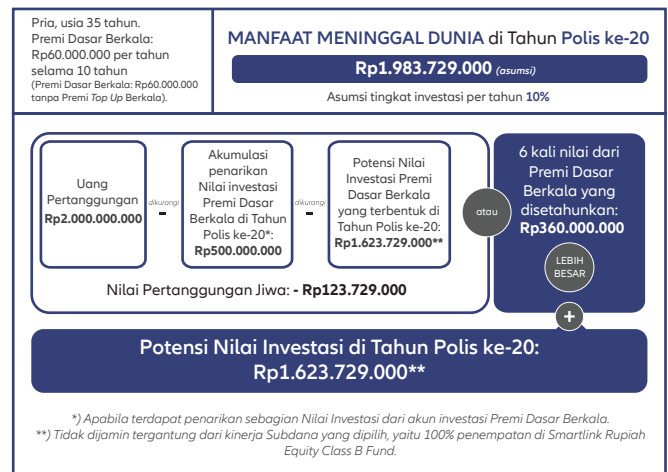 Pria, usia 35 tahun.
Premi Dasar Berkala:
Rp60.000.000 per tahun
selama 10 tahun
(Premi Dasar Berkala: Rp60.000.000
tanpa Premi Top Up Berkala).
MANFAAT MENINGGAL DUNIA di Tahun Polis ke-20
Rp1.983.729.000 (asumsi)
Asumsi tingkat investasi per tahun 10%
Uang
Pertanggungan
Rp2.000.000.000
dikurangi
-
Akumulasi
penarikan
Nilai investasi
Premi Dasar
Berkala di Tahun
Polis ke-20*:
Rp500.000.000
dikurangi
-
Potensi Nilai
Investasi Premi
Dasar Berkala
yang terbentuk di
Tahun Polis ke-20:
Rp1.623.729.000**
Nilai Pertanggungan Jiwa: - Rp123.729.000
atau
6 kali nilai dari
Premi Dasar
Berkala yang
disetahunkan:
Rp360.000.000
LEBIH
BESAR
+
Potensi Nilai Investasi di Tahun Polis ke-20:
Rp1.623.729.000**
*) Apabila terdapat penarikan sebagian Nilai Investasi dari akun investasi Premi Dasar Berkala.
**) Tidak dijamin tergantung dari kinerja Subdana yang dipilih, yaitu 100% penempatan di Smartlink Rupiah
Equity Class B Fund.